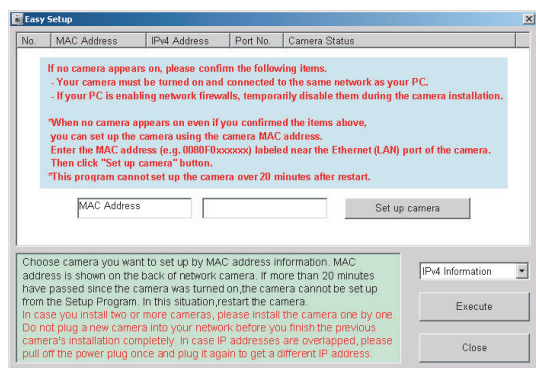 Easy Setup
No. MAC Address IPv4 Address Port No. Camera Status
If no camera appears on, please confirm the following items.
- Your camera must be turned on and connected to the same network as your PC.
- If your PC is enabling network firewalls, temporarily disable them during the camera installation.
*When no camera appears on even if you confirmed the items above,
you can set up the camera using the camera MAC address.
Enter the MAC address (e.g. 0080F0xxxxxx) labeled near the Ethernet (LAN) port of the camera.
Then click "Set up camera" button.
*This program cannot set up the camera over 20 minutes after restart.
MAC Address Set up camera
Choose camera you want to set up by MAC address information. MAC
address is shown on the back of network camera. If more than 20 minutes
have passed since the camera was turned on,the camera cannot be set up
from the Setup Program. In this situation,restart the camera.
In case you install two or more cameras, please install the camera one by one.
Do not plug a new camera into your network before you finish the previous
camera's installation completely. In case IP addresses are overlapped, please
pull off the power plug once and plug it again to get a different IP address.
IPv4 Information
Execute
Close